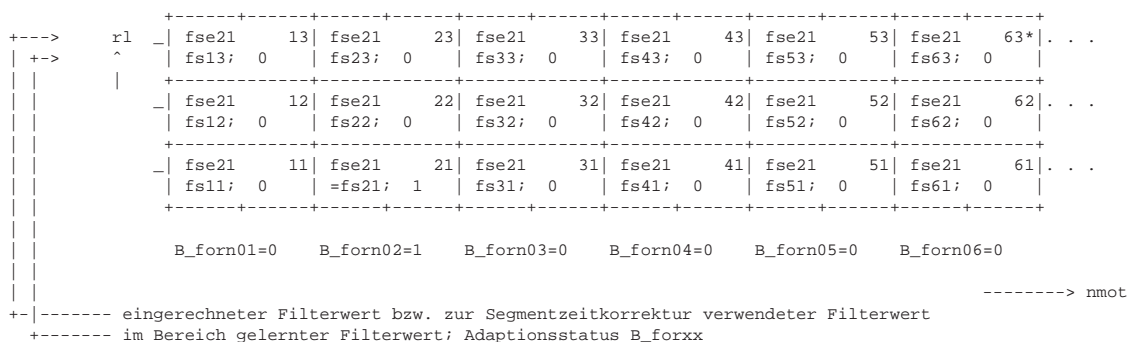 +------+------+------+------+------+------+------+------+------+------+------+------+
+---> rl _| fse21 13| fse21 23| fse21 33| fse21 43| fse21 53| fse21 63*|. . .
| +-> ^ | fs13; 0 | fs23; 0 | fs33; 0 | fs43; 0 | fs53; 0 | fs63; 0 |
| | | +-------------+-------------+-------------+-------------+-------------+-------------+
| | _| fse21 12| fse21 22| fse21 32| fse21 42| fse21 52| fse21 62|. . .
| | | fs12; 0 | fs22; 0 | fs32; 0 | fs42; 0 | fs52; 0 | fs62; 0 |
| | +-------------+-------------+-------------+-------------+-------------+-------------+
| | _| fse21 11| fse21 21| fse21 31| fse21 41| fse21 51| fse21 61|. . .
| | | fs11; 0 | =fs21; 1 | fs31; 0 | fs41; 0 | fs51; 0 | fs61; 0 |
| | +------+------+------+------+------+------+------+------+------+------+------+------+
| |
| | B_forn01=0 B_forn02=1 B_forn03=0 B_forn04=0 B_forn05=0 B_forn06=0
| |
| | --------> nmot
+-|------- eingerechneter Filterwert bzw. zur Segmentzeitkorrektur verwendeter Filterwert
+------- im Bereich gelernter Filterwert; Adaptionsstatus B_forxx